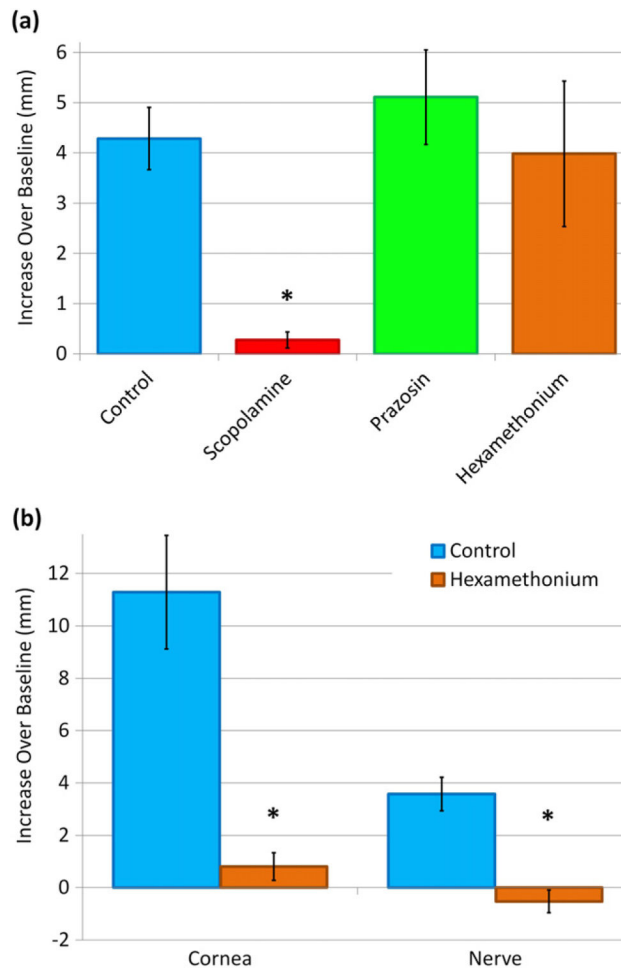 (a)
Increase Over Baseline (mm)
6
5
4
3
2
1
0
*
Control
Scopolamine
Prazosin
Hexamethonium
(b)
Increase Over Baseline (mm)
12
10
8
6
4
2
0
-2
Control
Hexamethonium
*
*
Cornea
Nerve